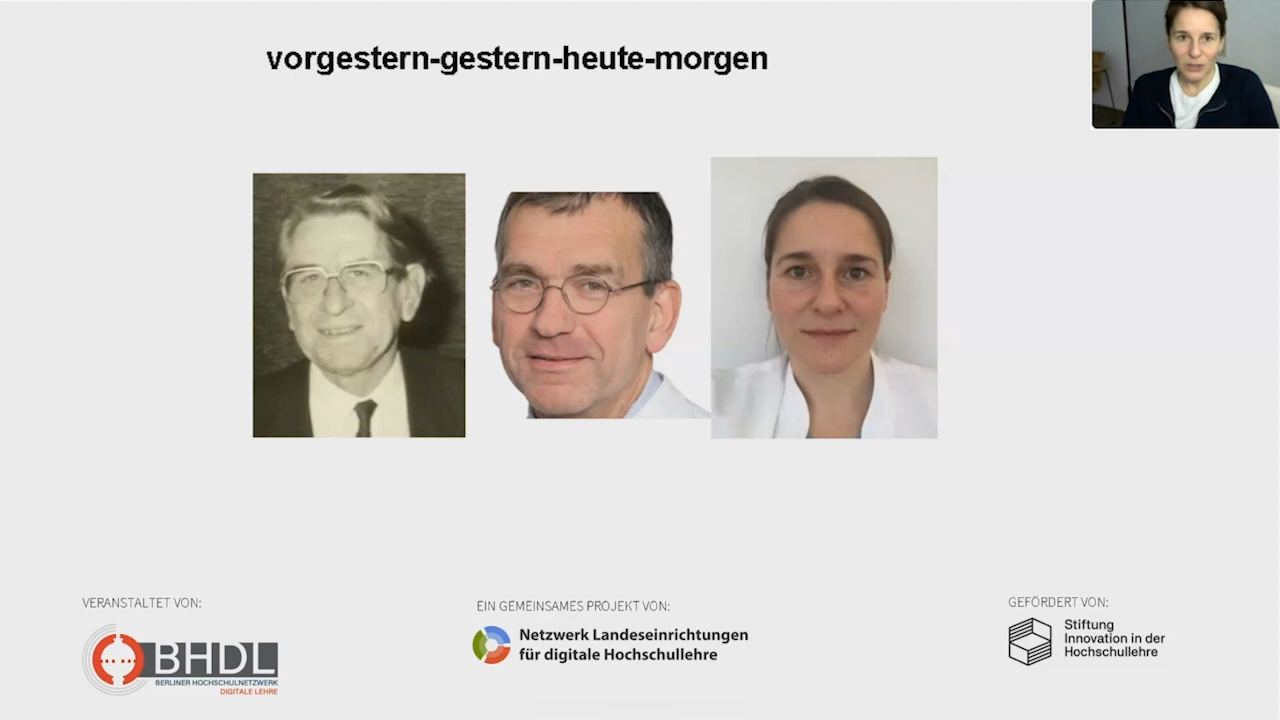 vorgestern-gestern-heute-morgen
VERANSTALTET VON:
BHDL
BERLINER HOCHSCHULNETZWERK
DIGITALE LEHRE
EIN GEMEINSAMES PROJEKT VON:
Netzwerk Landeseinrichtungen
für digitale Hochschullehre
GEFÖRDERT VON:
Stiftung
Innovation in der
Hochschullehre